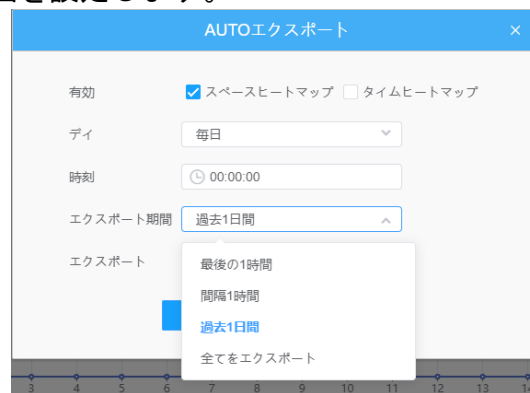 を設定します。
AUTOエクスポート ×
有効 スペースヒートマップ タイムヒートマップ
デイ 毎日
時刻 00:00:00
エクスポート期間 過去1日間
エクスポート
最後の1時間
間隔1時間
過去1日間
全てをエクスポート
3 4 5 6 7 8 9 10 11 12 13